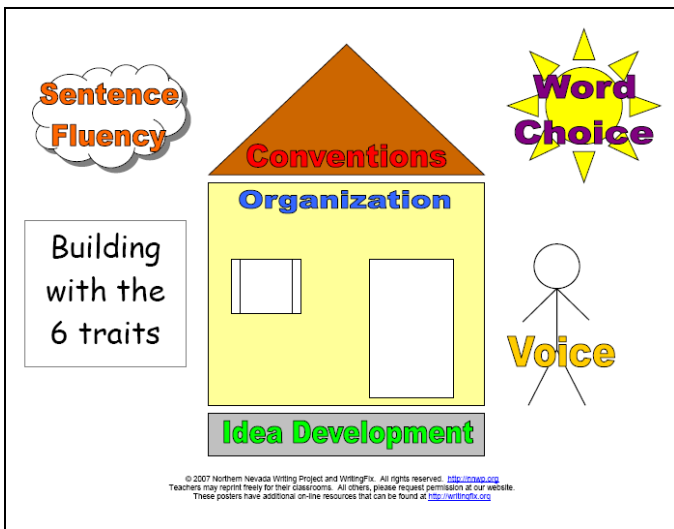 Sentence
Fluency
Word
Choice
Conventions
Organization
Building
with the
6 traits
Voice
Idea Development
© 2007 Northern Nevada Writing Project and WritingFix. All rights reserved. http://nnwp.org
Teachers may reprint freely for their classrooms. All others, please request permission at our website.
These posters have additional on-line resources that can be found at http://writingfix.org